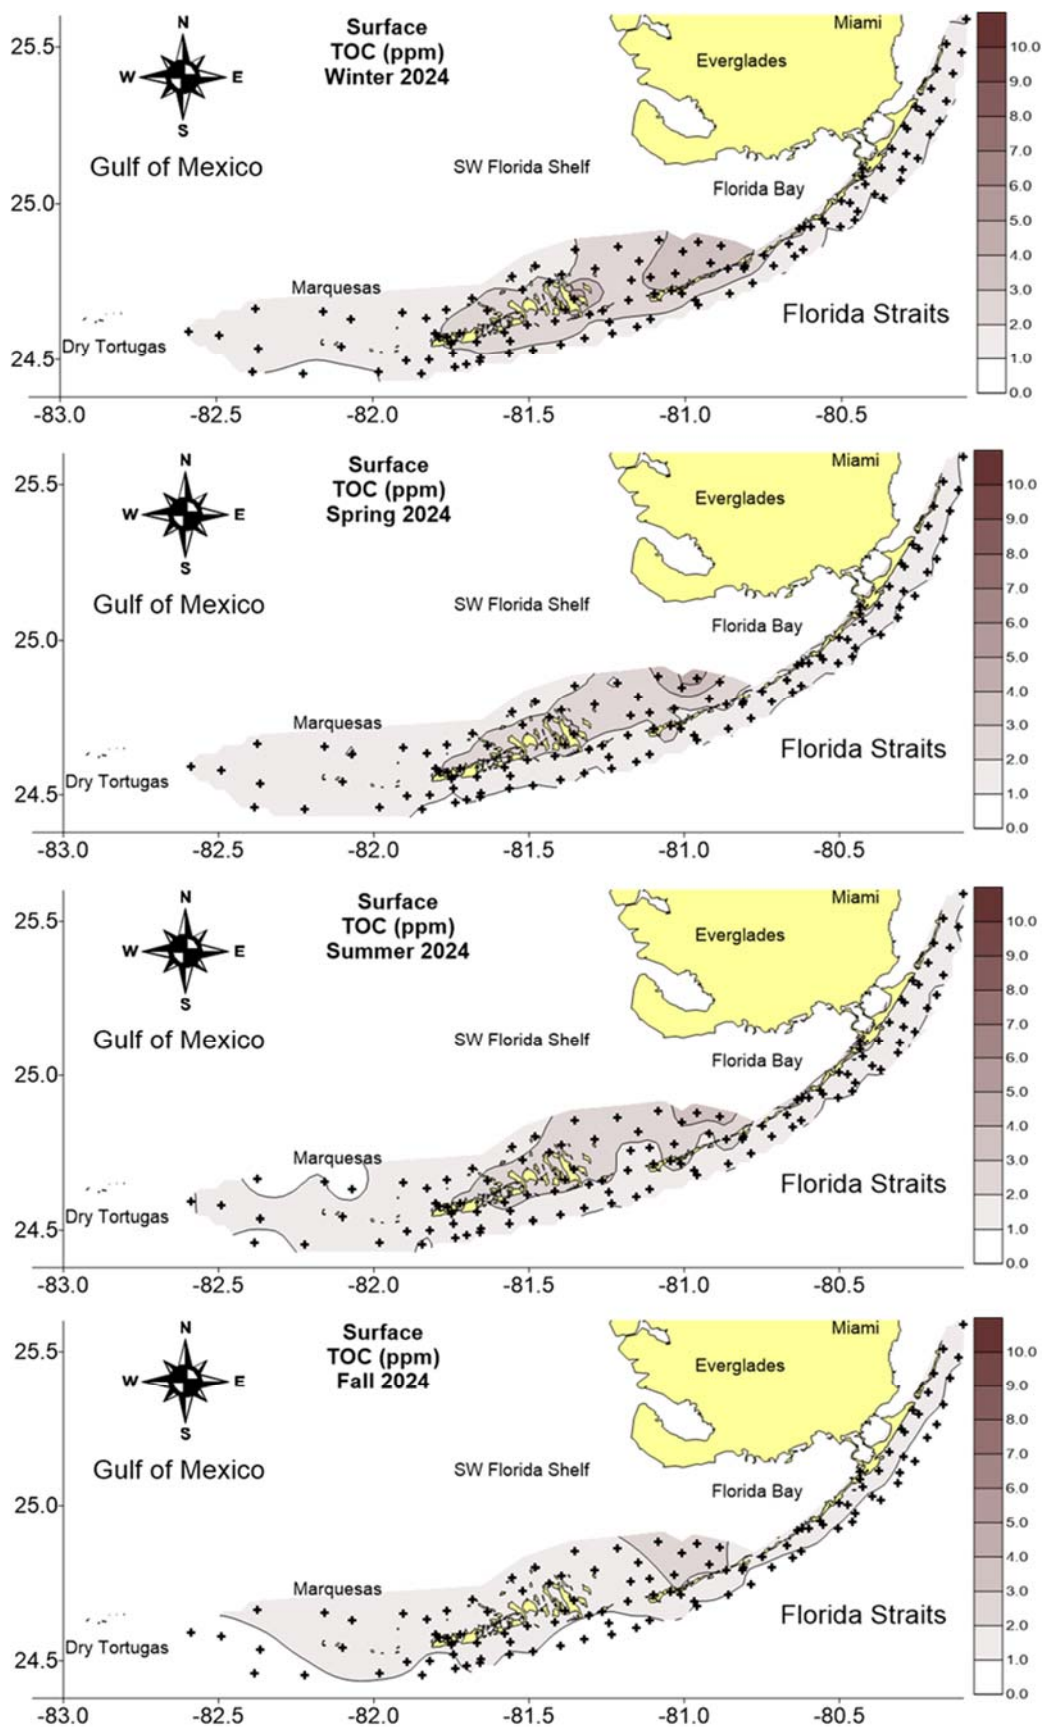 Surface
TOC (ppm)
Winter 2024
N
W
E
S
Gulf of Mexico
SW Florida Shelf
Everglades
Miami
Florida Bay
Marquesas
Dry Tortugas
Florida Straits
25.5
25.0
24.5
-83.0 -82.5 -82.0 -81.5 -81.0 -80.5
10.0
9.0
8.0
7.0
6.0
5.0
4.0
3.0
2.0
1.0
0.0
Surface
TOC (ppm)
Spring 2024
N
W
E
S
Gulf of Mexico
SW Florida Shelf
Everglades
Miami
Florida Bay
Marquesas
Dry Tortugas
Florida Straits
25.5
25.0
24.5
-83.0 -82.5 -82.0 -81.5 -81.0 -80.5
10.0
9.0
8.0
7.0
6.0
5.0
4.0
3.0
2.0
1.0
0.0
Surface
TOC (ppm)
Summer 2024
N
W
E
S
Gulf of Mexico
SW Florida Shelf
Everglades
Miami
Florida Bay
Marquesas
Dry Tortugas
Florida Straits
25.5
25.0
24.5
-83.0 -82.5 -82.0 -81.5 -81.0 -80.5
10.0
9.0
8.0
7.0
6.0
5.0
4.0
3.0
2.0
1.0
0.0
Surface
TOC (ppm)
Fall 2024
N
W
E
S
Gulf of Mexico
SW Florida Shelf
Everglades
Miami
Florida Bay
Marquesas
Dry Tortugas
Florida Straits
25.5
25.0
24.5
-83.0 -82.5 -82.0 -81.5 -81.0 -80.5
10.0
9.0
8.0
7.0
6.0
5.0
4.0
3.0
2.0
1.0
0.0